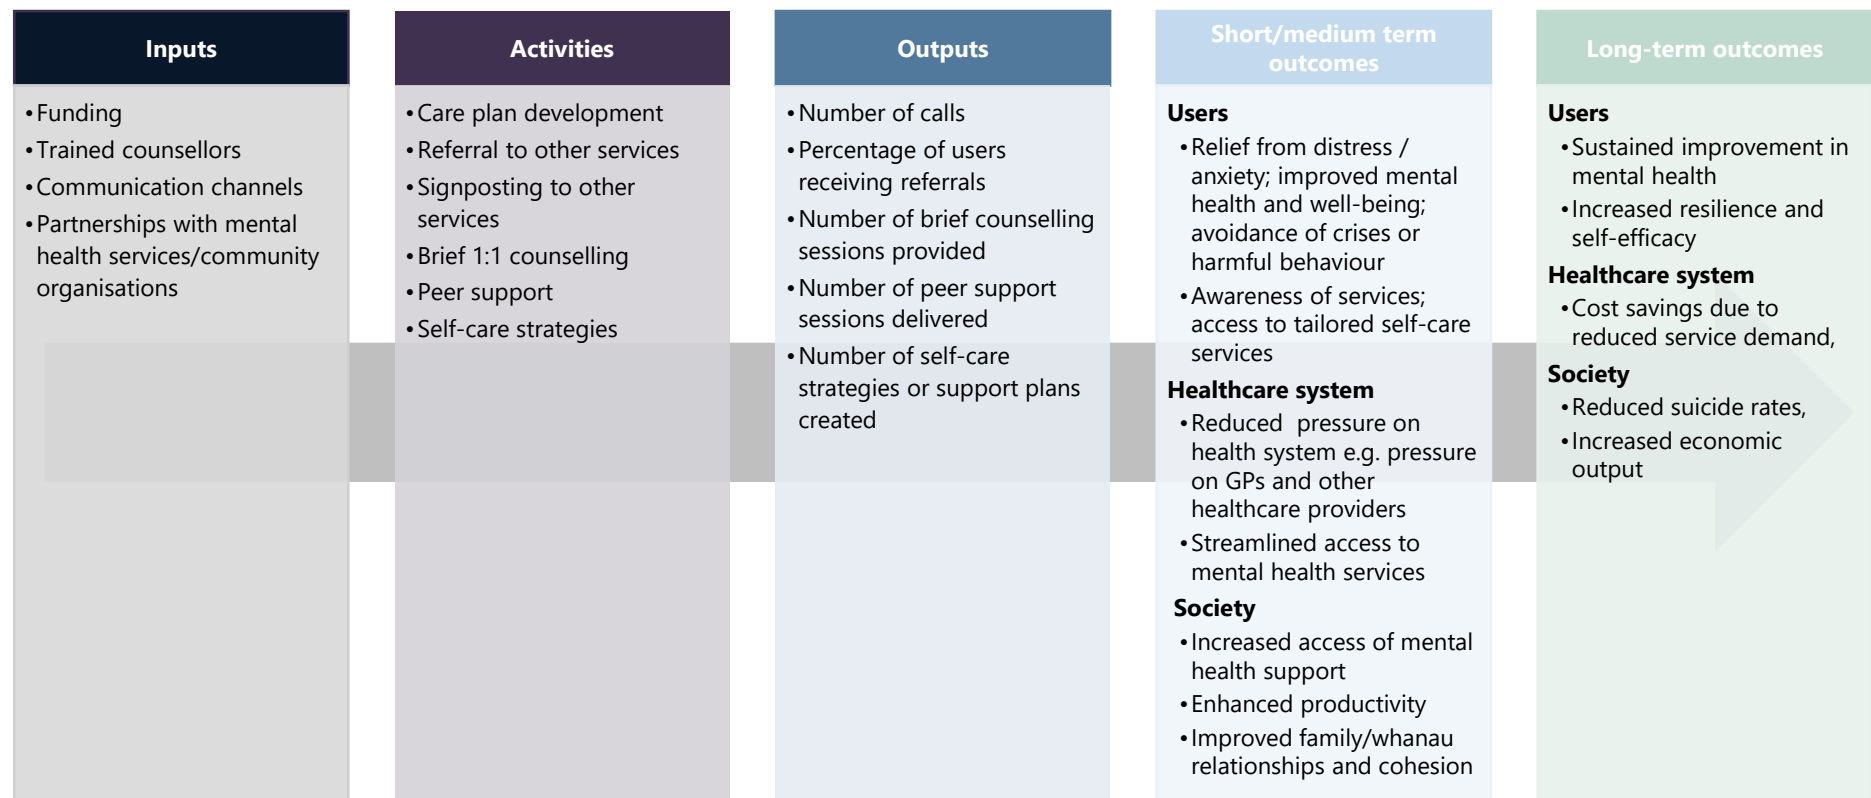 Inputs
•Funding
•Trained counsellors
•Communication channels
•Partnerships with mental
health services/community
organisations
Activities
•Care plan development
•Referral to other services
•Signposting to other
services
•Brief 1:1 counselling
•Peer support
•Self-care strategies
Outputs
•Number of calls
•Percentage of users
receiving referrals
•Number of brief counselling
sessions provided
•Number of peer support
sessions delivered
•Number of self-care
strategies or support plans
created
Short/medium term
outcomes
Users
•Relief from distress /
anxiety; improved mental
health and well-being;
avoidance of crises or
harmful behaviour
•Awareness of services;
access to tailored self-care
services
Healthcare system
•Reduced  pressure on
health system e.g. pressure
on GPs and other
healthcare providers
•Streamlined access to
mental health services
Society
•Increased access of mental
health support
•Enhanced productivity
•Improved family/whanau
relationships and cohesion
Long-term outcomes
Users
•Sustained improvement in
mental health
•Increased resilience and
self-efficacy
Healthcare system
•Cost savings due to
reduced service demand,
Society
•Reduced suicide rates,
•Increased economic
output